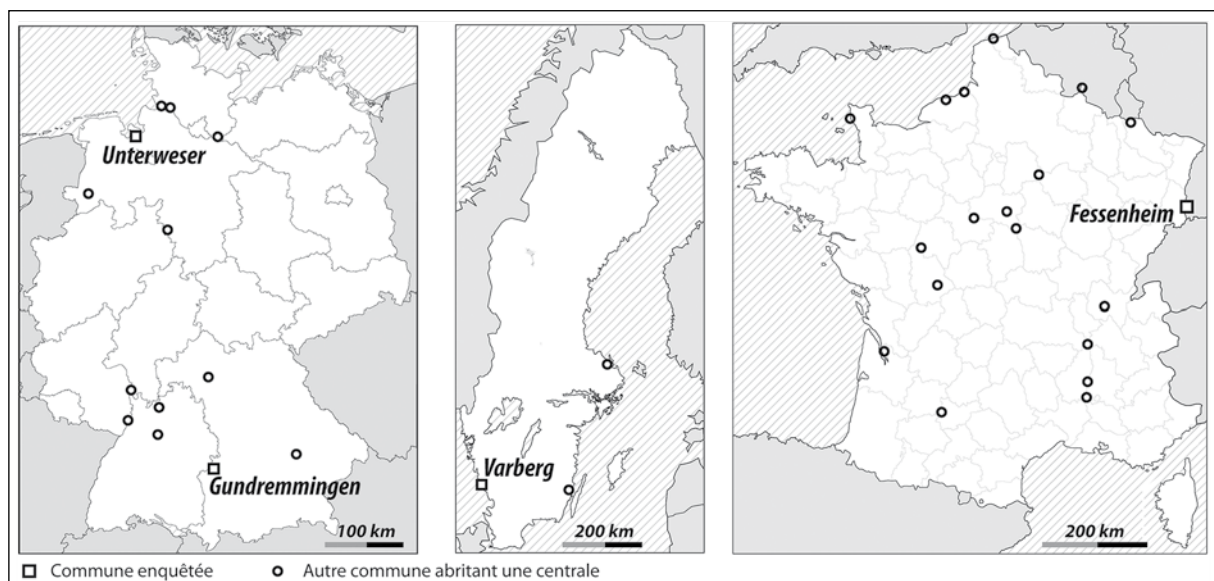 Unterweser
Gundremmingen
100 km
Varberg
200 km
Fessenheim
200 km
Commune enquêtée
Autre commune abritant une centrale